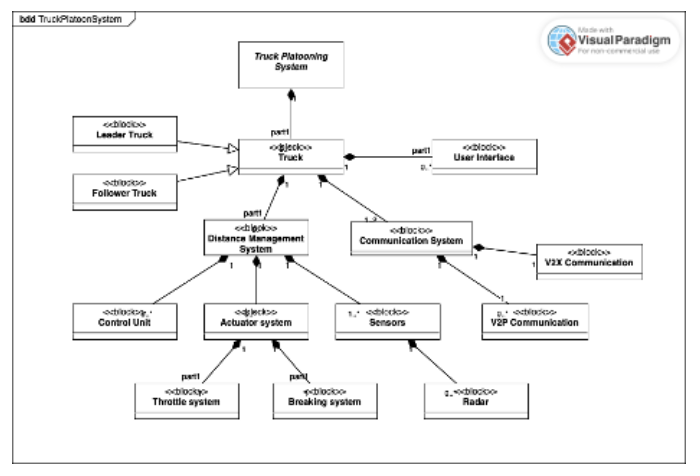 bdd TruckPlatoonSystem
Made with
VisualParadigm
For non-commercial use
Truck Platooning
System
1
part1
<<block>>
Leader Truck
<<block>>
Truck
1
part1
0..*
<<block>>
User Interface
<<block>>
Follower Truck
1
1
part1
<<block>>
Distance Management
System
1
1
1
<<block>>
Communication System
1
1
1
<<block>>
V2X Communication
<<block>>
Control Unit
<<block>>
Actuator system
1..*
<<block>>
Sensors
1
0..*
<<block>>
V2P Communication
1
1
1
part1
part1
<<block>>
Throttle system
<<block>>
Breaking system
0..*
<<block>>
Radar